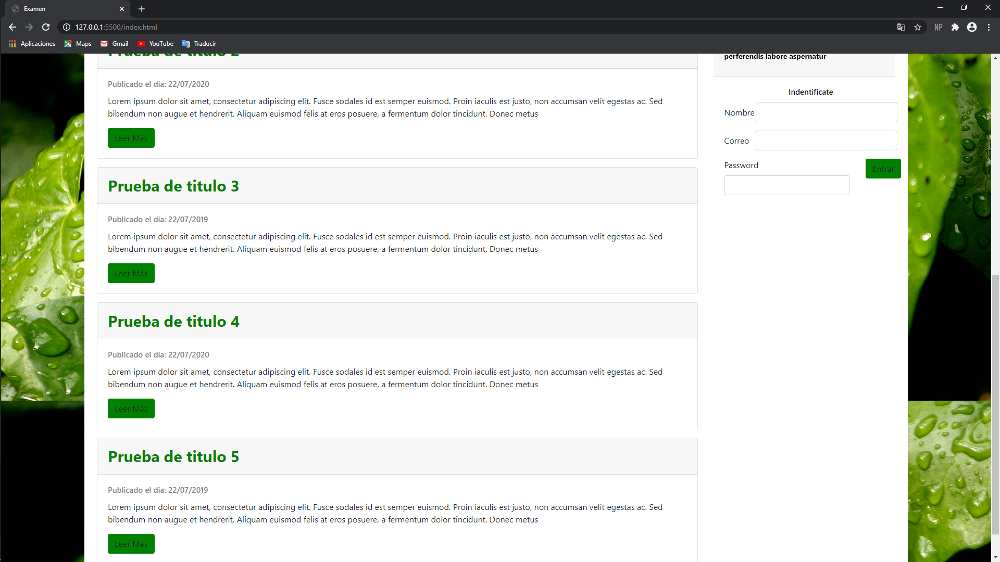 Examen
127.0.0.1:5500/index.html
NP
Aplicaciones
Maps
Gmail
YouTube
Traducir
Prueba de titulo 2
Publicado el día: 22/07/2020
Lorem ipsum dolor sit amet, consectetur adipiscing elit. Fusce sodales id est semper euismod. Proin iaculis est justo, non accumsan velit egestas ac. Sed
bibendum non augue et hendrerit. Aliquam euismod felis at eros posuere, a fermentum dolor tincidunt. Donec metus
Leer Más
Prueba de titulo 3
Publicado el día: 22/07/2019
Lorem ipsum dolor sit amet, consectetur adipiscing elit. Fusce sodales id est semper euismod. Proin iaculis est justo, non accumsan velit egestas ac. Sed
bibendum non augue et hendrerit. Aliquam euismod felis at eros posuere, a fermentum dolor tincidunt. Donec metus
Leer Más
Prueba de titulo 4
Publicado el día: 22/07/2020
Lorem ipsum dolor sit amet, consectetur adipiscing elit. Fusce sodales id est semper euismod. Proin iaculis est justo, non accumsan velit egestas ac. Sed
bibendum non augue et hendrerit. Aliquam euismod felis at eros posuere, a fermentum dolor tincidunt. Donec metus
Leer Más
Prueba de titulo 5
Publicado el día: 22/07/2019
Lorem ipsum dolor sit amet, consectetur adipiscing elit. Fusce sodales id est semper euismod. Proin iaculis est justo, non accumsan velit egestas ac. Sed
bibendum non augue et hendrerit. Aliquam euismod felis at eros posuere, a fermentum dolor tincidunt. Donec metus
Leer Más
perferendis labore aspernatur
Indentificate
Nombre
Correo
Password
Entrar